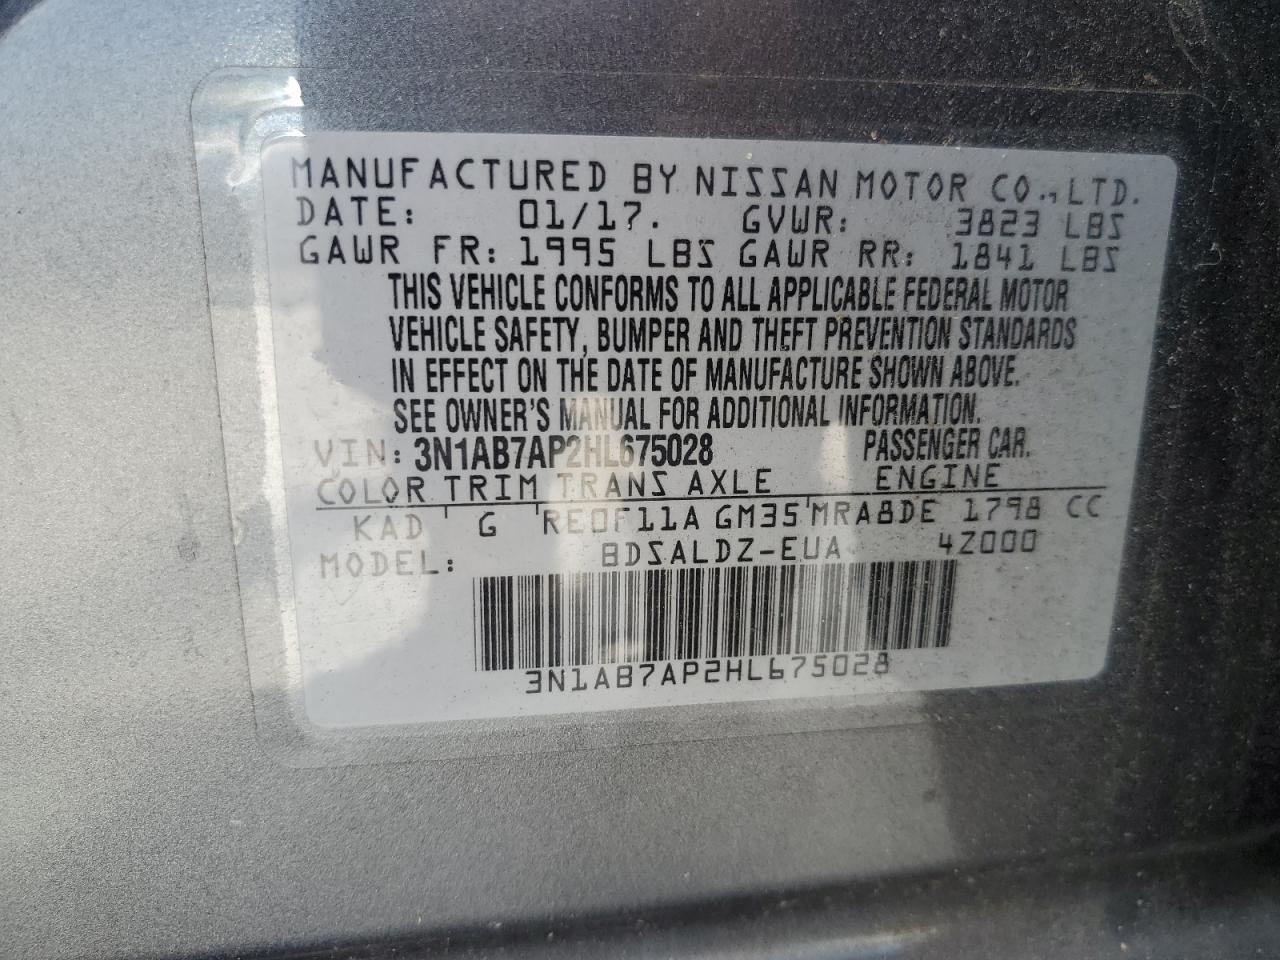 MANUFACTURED BY NISSAN MOTOR CO., LTD.
DATE: 01/17. GVWR: 3823 LBS
GAWR FR: 1995 LBS GAWR RR: 1841 LBS
THIS VEHICLE CONFORMS TO ALL APPLICABLE FEDERAL MOTOR
VEHICLE SAFETY, BUMPER AND THEFT PREVENTION STANDARDS
IN EFFECT ON THE DATE OF MANUFACTURE SHOWN ABOVE.
SEE OWNER'S MANUAL FOR ADDITIONAL INFORMATION.
VIN: 3N1AB7AP2HL675028 PASSENGER CAR.
COLOR TRIM TRANS AXLE ENGINE
KAD G RE0F11A GM35 MRA8DE 1798 CC
MODEL: BDSALDZ-EUA 4Z000
3N1AB7AP2HL675028